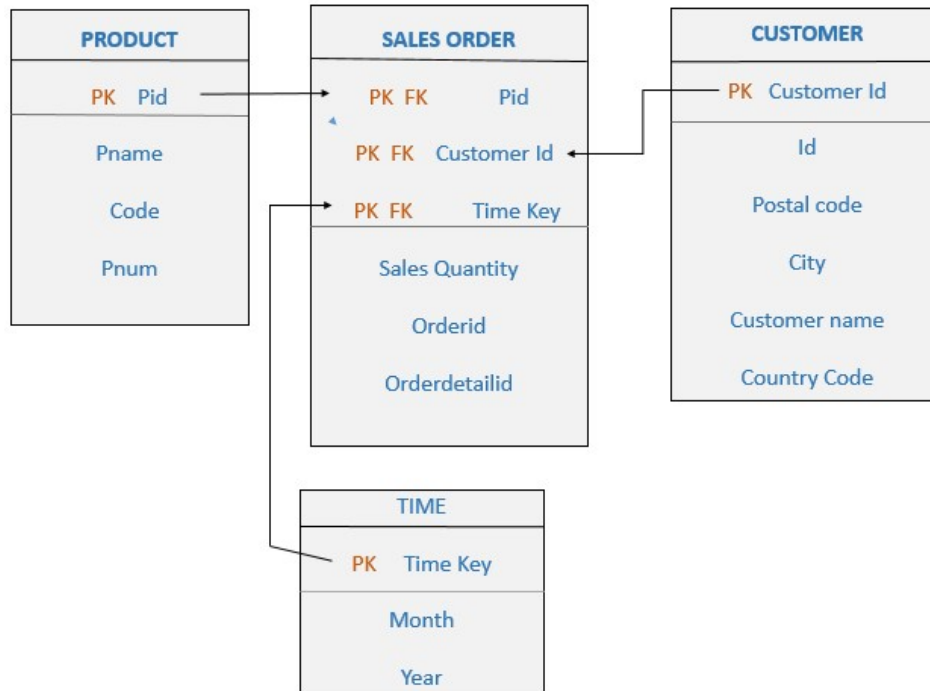 PRODUCT
PK Pid
Pname
Code
Pnum
SALES ORDER
PK FK Pid
PK FK Customer Id
PK FK Time Key
Sales Quantity
Orderid
Orderdetailid
CUSTOMER
PK Customer Id
Id
Postal code
City
Customer name
Country Code
TIME
PK Time Key
Month
Year